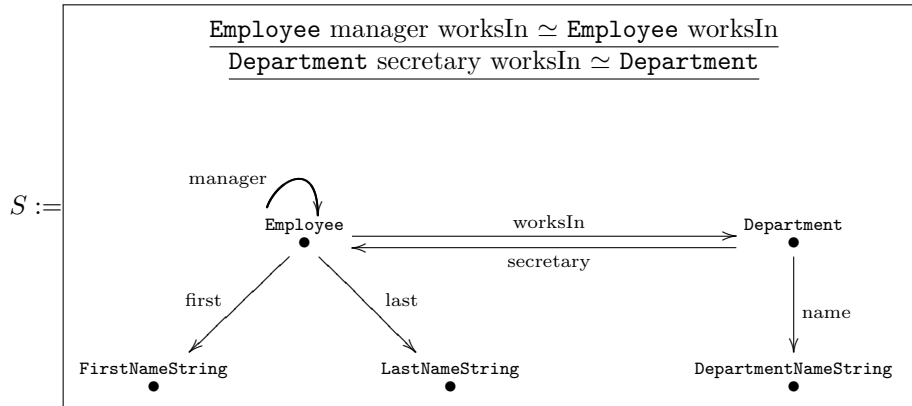 Employee manager worksIn ≃ Employee worksIn
Department secretary worksIn ≃ Department
S :=
manager
Employee
worksIn
Department
secretary
first
last
name
FirstNameString
LastNameString
DepartmentNameString